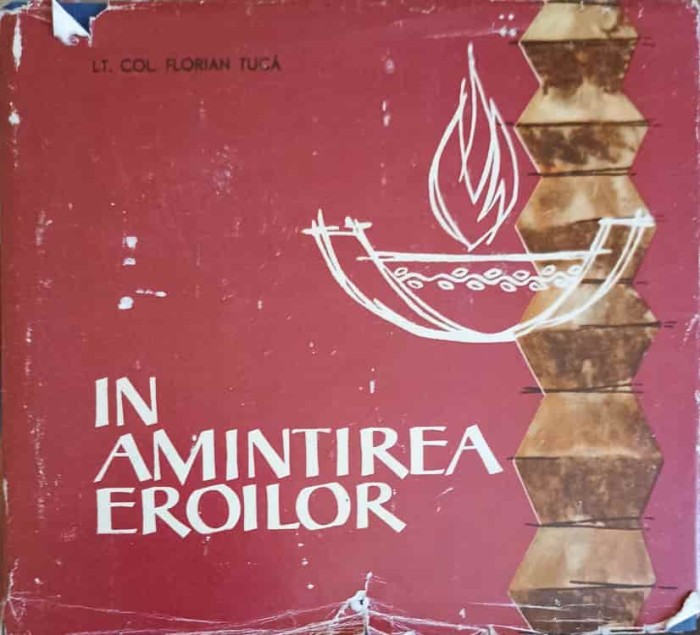 LT. COL. FLORIAN TUCĂ
IN
AMINTIREA
EROILOR